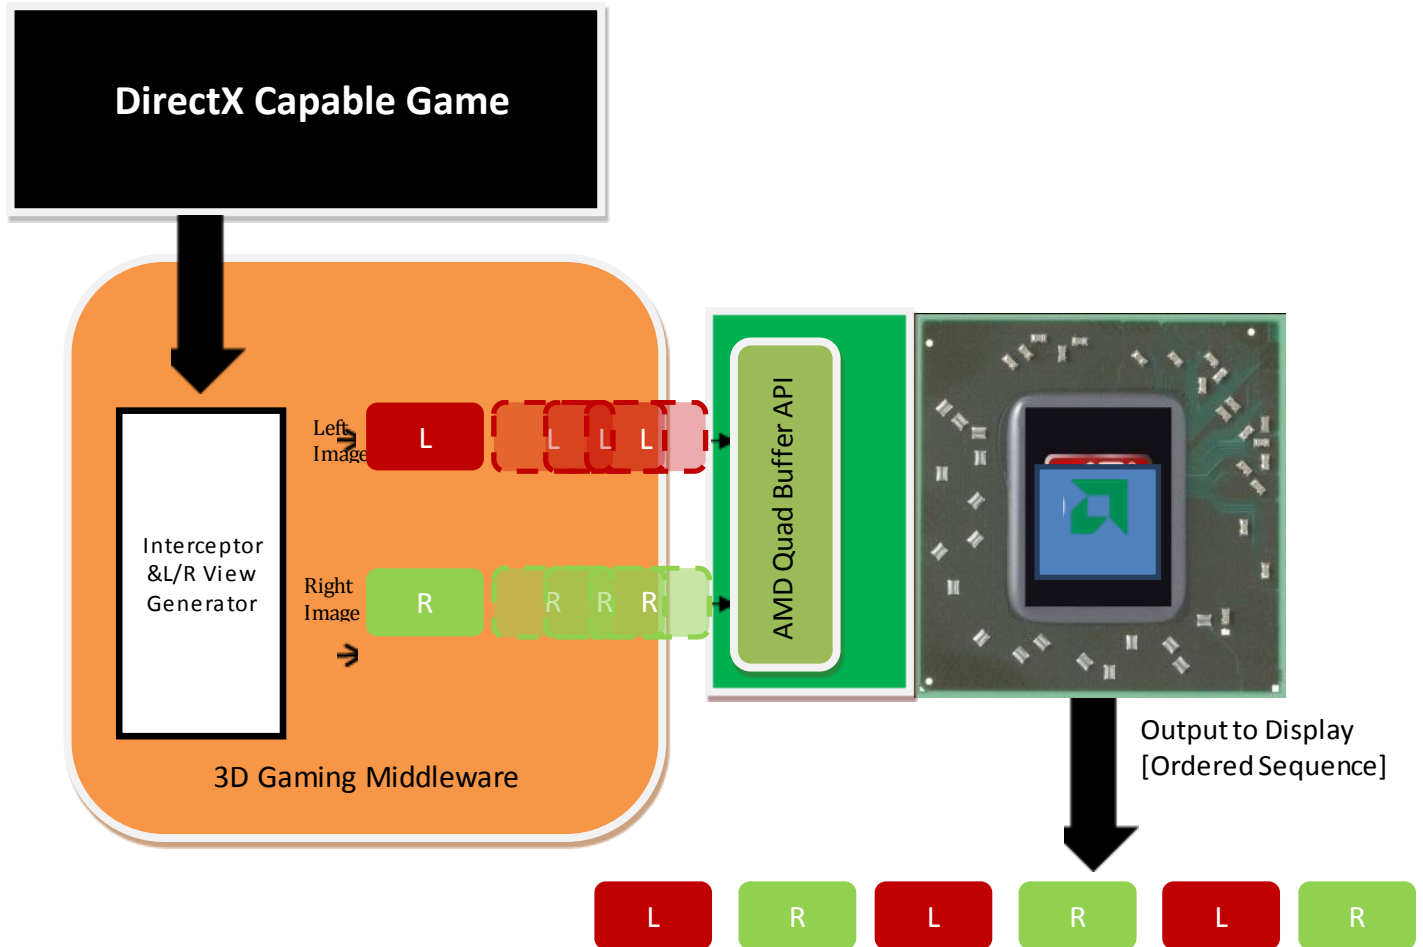 DirectX Capable Game
Left
Image
L
L
L
L
Interceptor
&L/R View
Generator
Right
Image
R
R
R
R
3D Gaming Middleware
AMD Quad Buffer API
Output to Display
[Ordered Sequence]
L
R
L
R
L
R